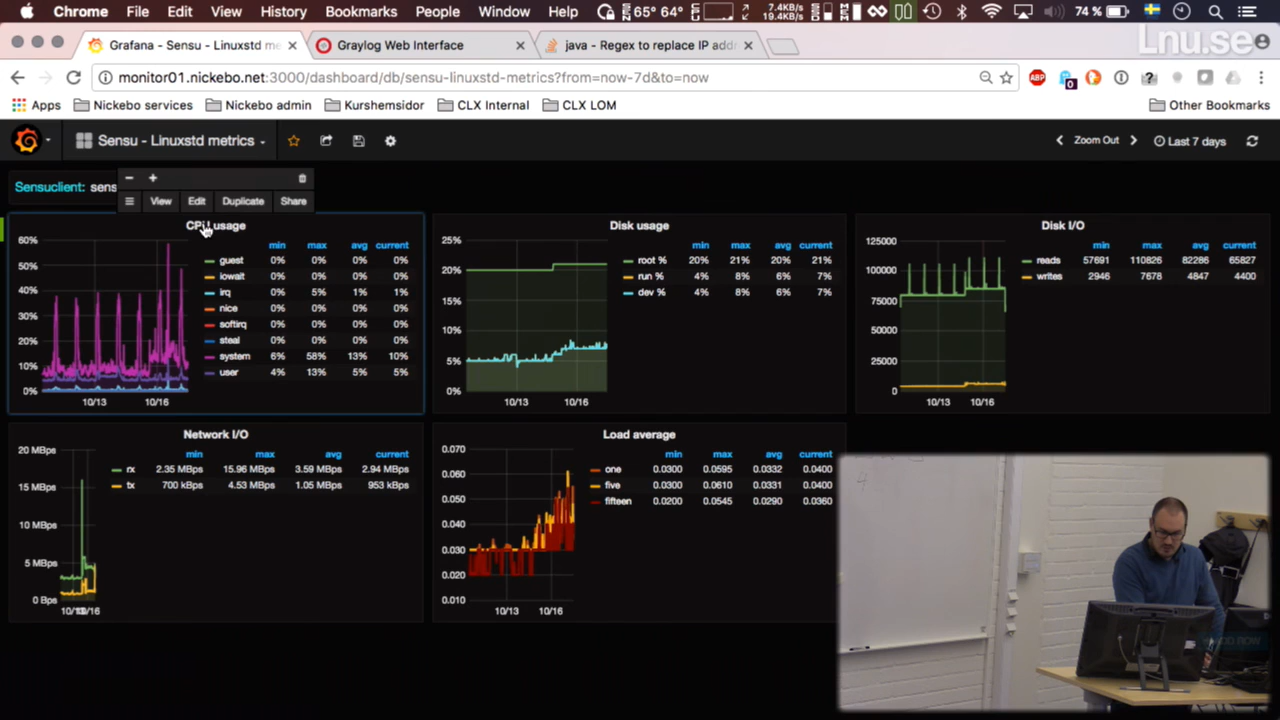 Chrome File Edit View History Bookmarks People Window Help 65° 64° 7.4KB/s 19.4KB/s 74 %
Grafana - Sensu - Linuxstd me
Graylog Web Interface
java - Regex to replace IP addr
Lnu.se
monitor01.nickebo.net:3000/dashboard/db/sensu-linuxstd-metrics?from=now-7d&to=now
ABP
0
Apps Nickebo services Nickebo admin Kurshemsidor CLX Internal CLX LOM Other Bookmarks
Sensu - Linuxstd metrics
Zoom Out
Last 7 days
Sensuclient: sens
View Edit Duplicate Share
CPU usage
60%
50%
40%
30%
20%
10%
0%
10/13 10/16
min max avg current
guest 0% 0% 0% 0%
iowait 0% 0% 0% 0%
irq 0% 5% 1% 1%
nice 0% 0% 0% 0%
softirq 0% 0% 0% 0%
steal 0% 0% 0% 0%
system 6% 58% 13% 10%
user 4% 13% 5% 5%
Disk usage
25%
20%
15%
10%
5%
0%
10/13 10/16
min max avg current
root % 20% 21% 20% 21%
run % 4% 8% 6% 7%
dev % 4% 8% 6% 7%
Disk I/O
125000
100000
75000
50000
25000
0
10/13 10/16
min max avg current
reads 57691 110826 82286 65827
writes 2946 7678 4847 4400
Network I/O
20 MBps
15 MBps
10 MBps
5 MBps
0 Bps
10/16
min max avg current
rx 2.35 MBps 15.96 MBps 3.59 MBps 2.94 MBps
tx 700 kBps 4.53 MBps 1.05 MBps 953 kBps
Load average
0.070
0.060
0.050
0.040
0.030
0.020
0.010
10/13 10/16
min max avg current
one 0.0300 0.0595 0.0332 0.0400
five 0.0300 0.0610 0.0331 0.0400
fifteen 0.0200 0.0545 0.0290 0.0360